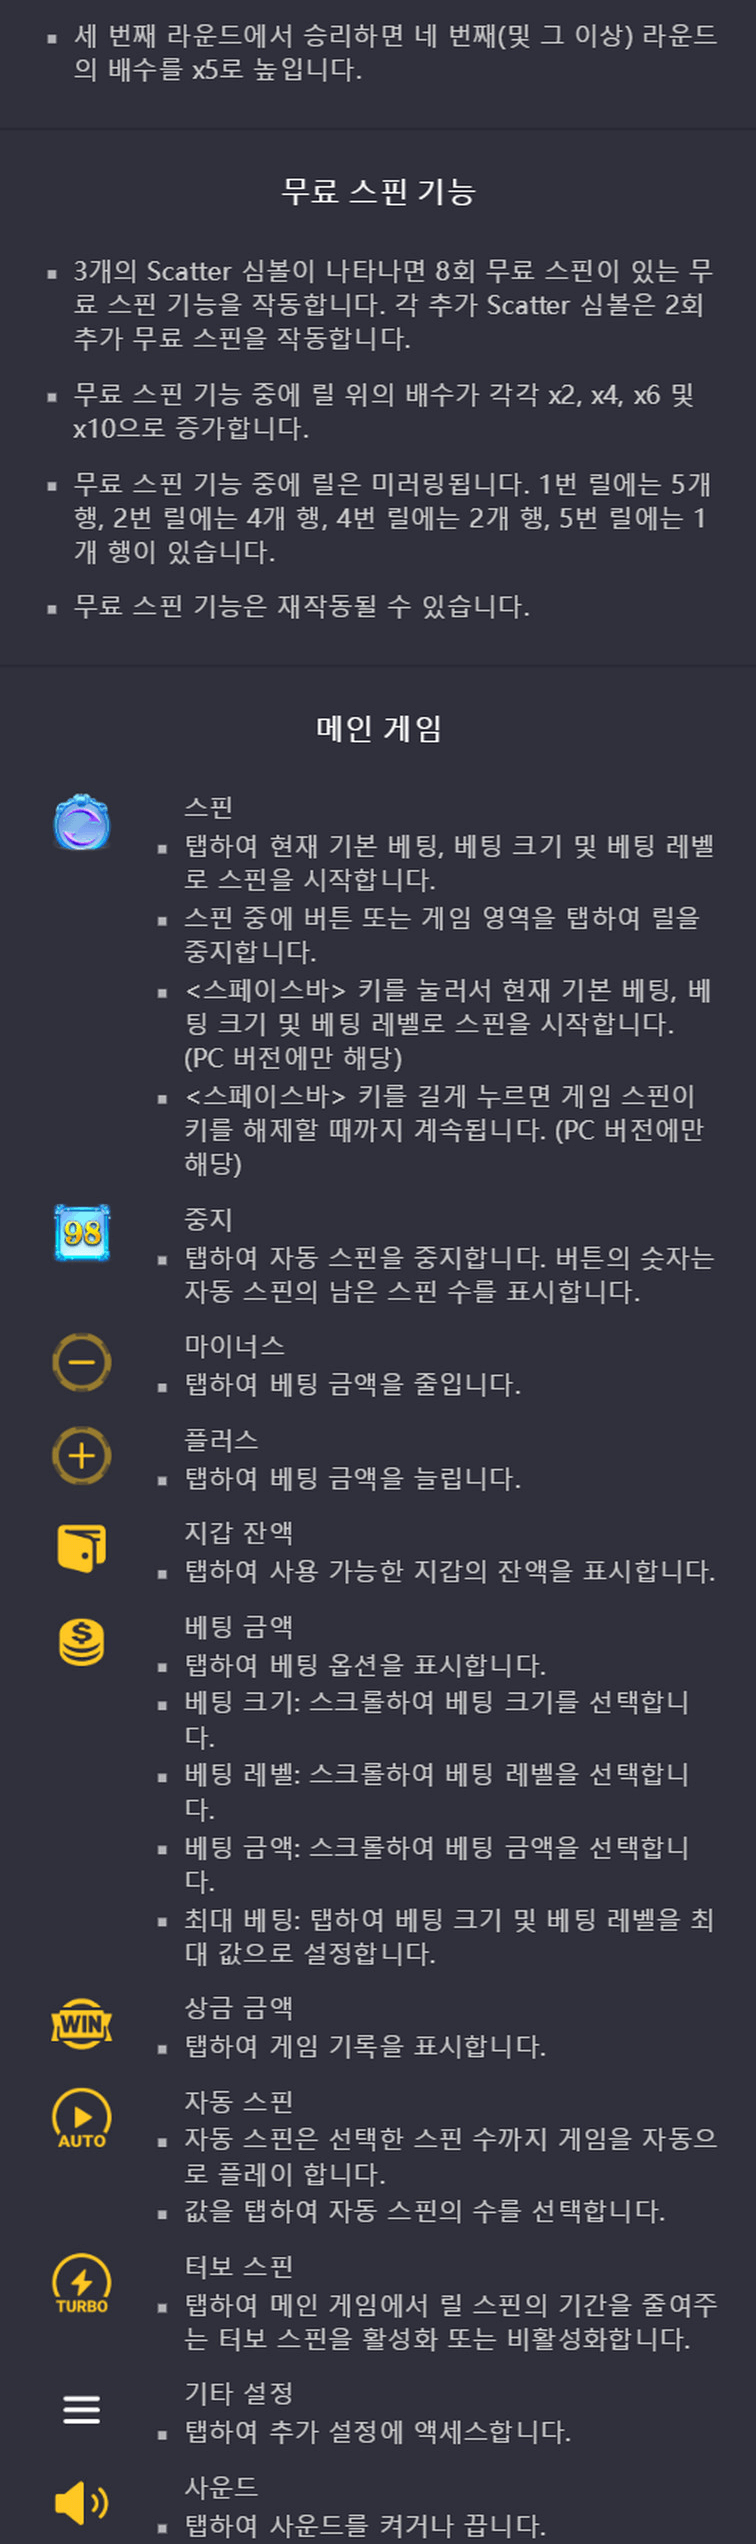 세 번째 라운드에서 승리하면 네 번째(및 그 이상) 라운드
의 배수를 x5로 높입니다.
무료 스핀 기능
3개의 Scatter 심볼이 나타나면 8회 무료 스핀이 있는 무
료 스핀 기능을 작동합니다. 각 추가 Scatter 심볼은 2회
추가 무료 스핀을 작동합니다.
무료 스핀 기능 중에 릴 위의 배수가 각각 x2, x4, x6 및
x10으로 증가합니다.
무료 스핀 기능 중에 릴은 미러링됩니다. 1번 릴에는 5개
행, 2번 릴에는 4개 행, 4번 릴에는 2개 행, 5번 릴에는 1
개 행이 있습니다.
무료 스핀 기능은 재작동될 수 있습니다.
메인 게임
스핀
탭하여 현재 기본 베팅, 베팅 크기 및 베팅 레벨
로 스핀을 시작합니다.
스핀 중에 버튼 또는 게임 영역을 탭하여 릴을
중지합니다.
<스페이스바> 키를 눌러서 현재 기본 베팅, 베
팅 크기 및 베팅 레벨로 스핀을 시작합니다.
(PC 버전에만 해당)
<스페이스바> 키를 길게 누르면 게임 스핀이
키를 해제할 때까지 계속됩니다. (PC 버전에만
해당)
98
중지
탭하여 자동 스핀을 중지합니다. 버튼의 숫자는
자동 스핀의 남은 스핀 수를 표시합니다.
마이너스
탭하여 베팅 금액을 줄입니다.
플러스
탭하여 베팅 금액을 늘립니다.
지갑 잔액
탭하여 사용 가능한 지갑의 잔액을 표시합니다.
베팅 금액
탭하여 베팅 옵션을 표시합니다.
베팅 크기: 스크롤하여 베팅 크기를 선택합니
다.
베팅 레벨: 스크롤하여 베팅 레벨을 선택합니
다.
베팅 금액: 스크롤하여 베팅 금액을 선택합니
다.
최대 베팅: 탭하여 베팅 크기 및 베팅 레벨을 최
대 값으로 설정합니다.
WIN
상금 금액
탭하여 게임 기록을 표시합니다.
AUTO
자동 스핀
자동 스핀은 선택한 스핀 수까지 게임을 자동으
로 플레이 합니다.
값을 탭하여 자동 스핀의 수를 선택합니다.
TURBO
터보 스핀
탭하여 메인 게임에서 릴 스핀의 기간을 줄여주
는 터보 스핀을 활성화 또는 비활성화합니다.
기타 설정
탭하여 추가 설정에 액세스합니다.
사운드
탭하여 사운드를 켜거나 끕니다.